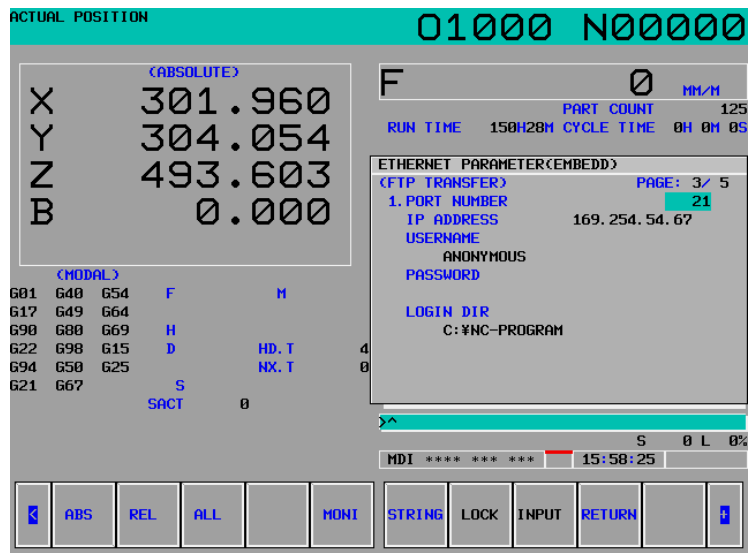 ACTUAL POSITION
O1000 N00000
(ABSOLUTE)
X 301.960
Y 304.054
Z 493.603
B 0.000
F 0 MM/M
PART COUNT 125
RUN TIME 150H28M CYCLE TIME 0H 0M 0S
ETHERNET PARAMETER(EMBEDD)
(FTP TRANSFER) PAGE: 3/ 5
1.PORT NUMBER 21
IP ADDRESS 169.254.54.67
USERNAME
ANONYMOUS
PASSWORD
LOGIN DIR
C:¥NC-PROGRAM
(MODAL)
G01 G40 G54 F M
G17 G49 G64
G90 G80 G69 H
G22 G98 G15 D HD.T 4
G94 G50 G25 NX.T 0
G21 G67 S
SACT 0
>^
S 0 L 0%
MDI **** *** *** 15:58:25
< ABS REL ALL MONI STRING LOCK INPUT RETURN +